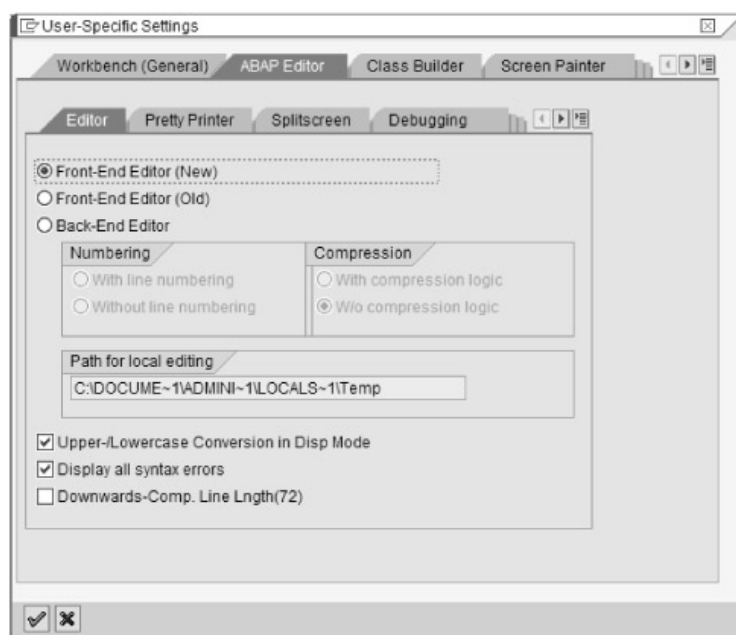 User-Specific Settings
Workbench (General) ABAP Editor Class Builder Screen Painter
Editor Pretty Printer Splitscreen Debugging
Front-End Editor (New)
Front-End Editor (Old)
Back-End Editor
Numbering Compression
With line numbering With compression logic
Without line numbering W/o compression logic
Path for local editing
C:\DOCUME~1\ADMINI~1\LOCALS~1\Temp
Upper-/Lowercase Conversion in Disp Mode
Display all syntax errors
Downwards-Comp. Line Lngth(72)